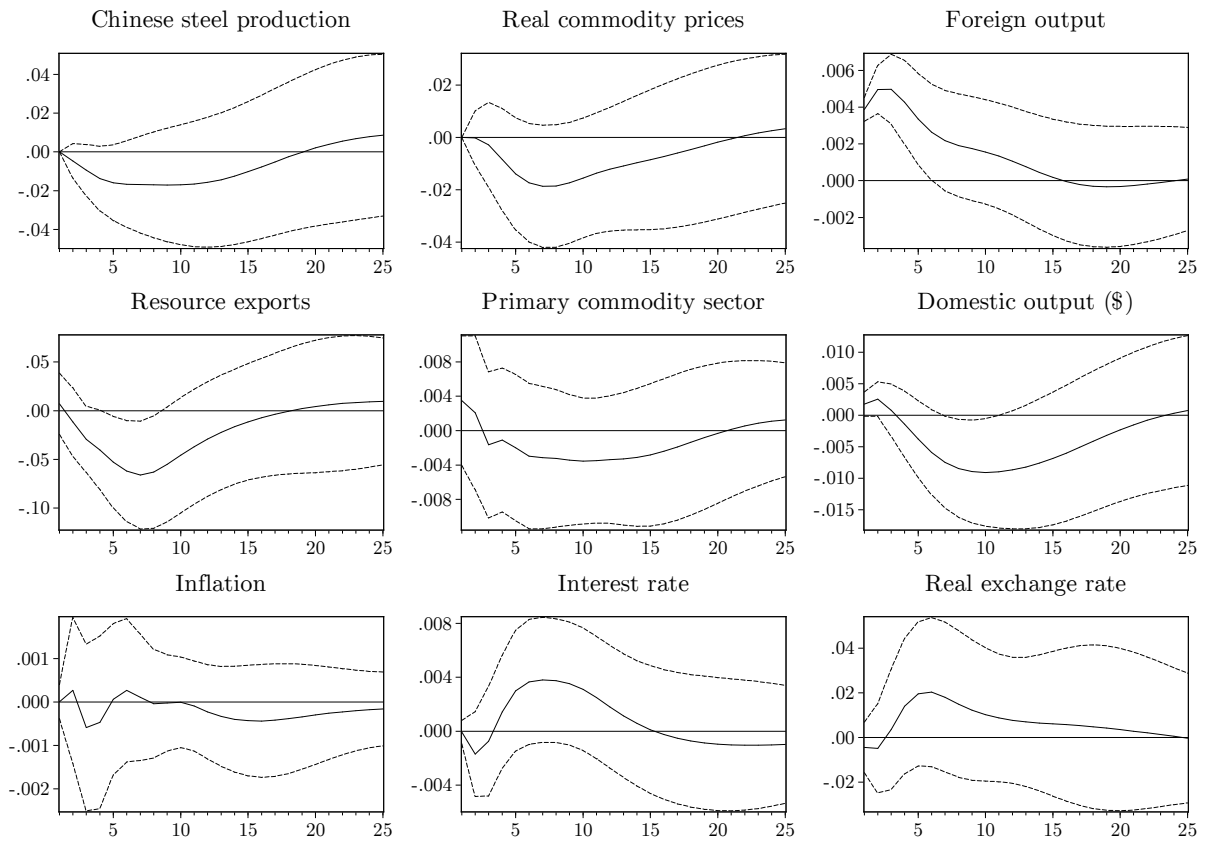 Chinese steel production
Real commodity prices
Foreign output
.04
.02
.00
-.02
-.04
5 10 15 20 25
.02
.00
-.02
-.04
5 10 15 20 25
.006
.004
.002
.000
-.002
5 10 15 20 25
Resource exports
Primary commodity sector
Domestic output ($)
.05
.00
-.05
-.10
5 10 15 20 25
.008
.004
.000
-.004
-.008
5 10 15 20 25
.010
.005
.000
-.005
-.010
-.015
5 10 15 20 25
Inflation
Interest rate
Real exchange rate
.001
.000
-.001
-.002
5 10 15 20 25
.008
.004
.000
-.004
5 10 15 20 25
.04
.02
.00
-.02
5 10 15 20 25